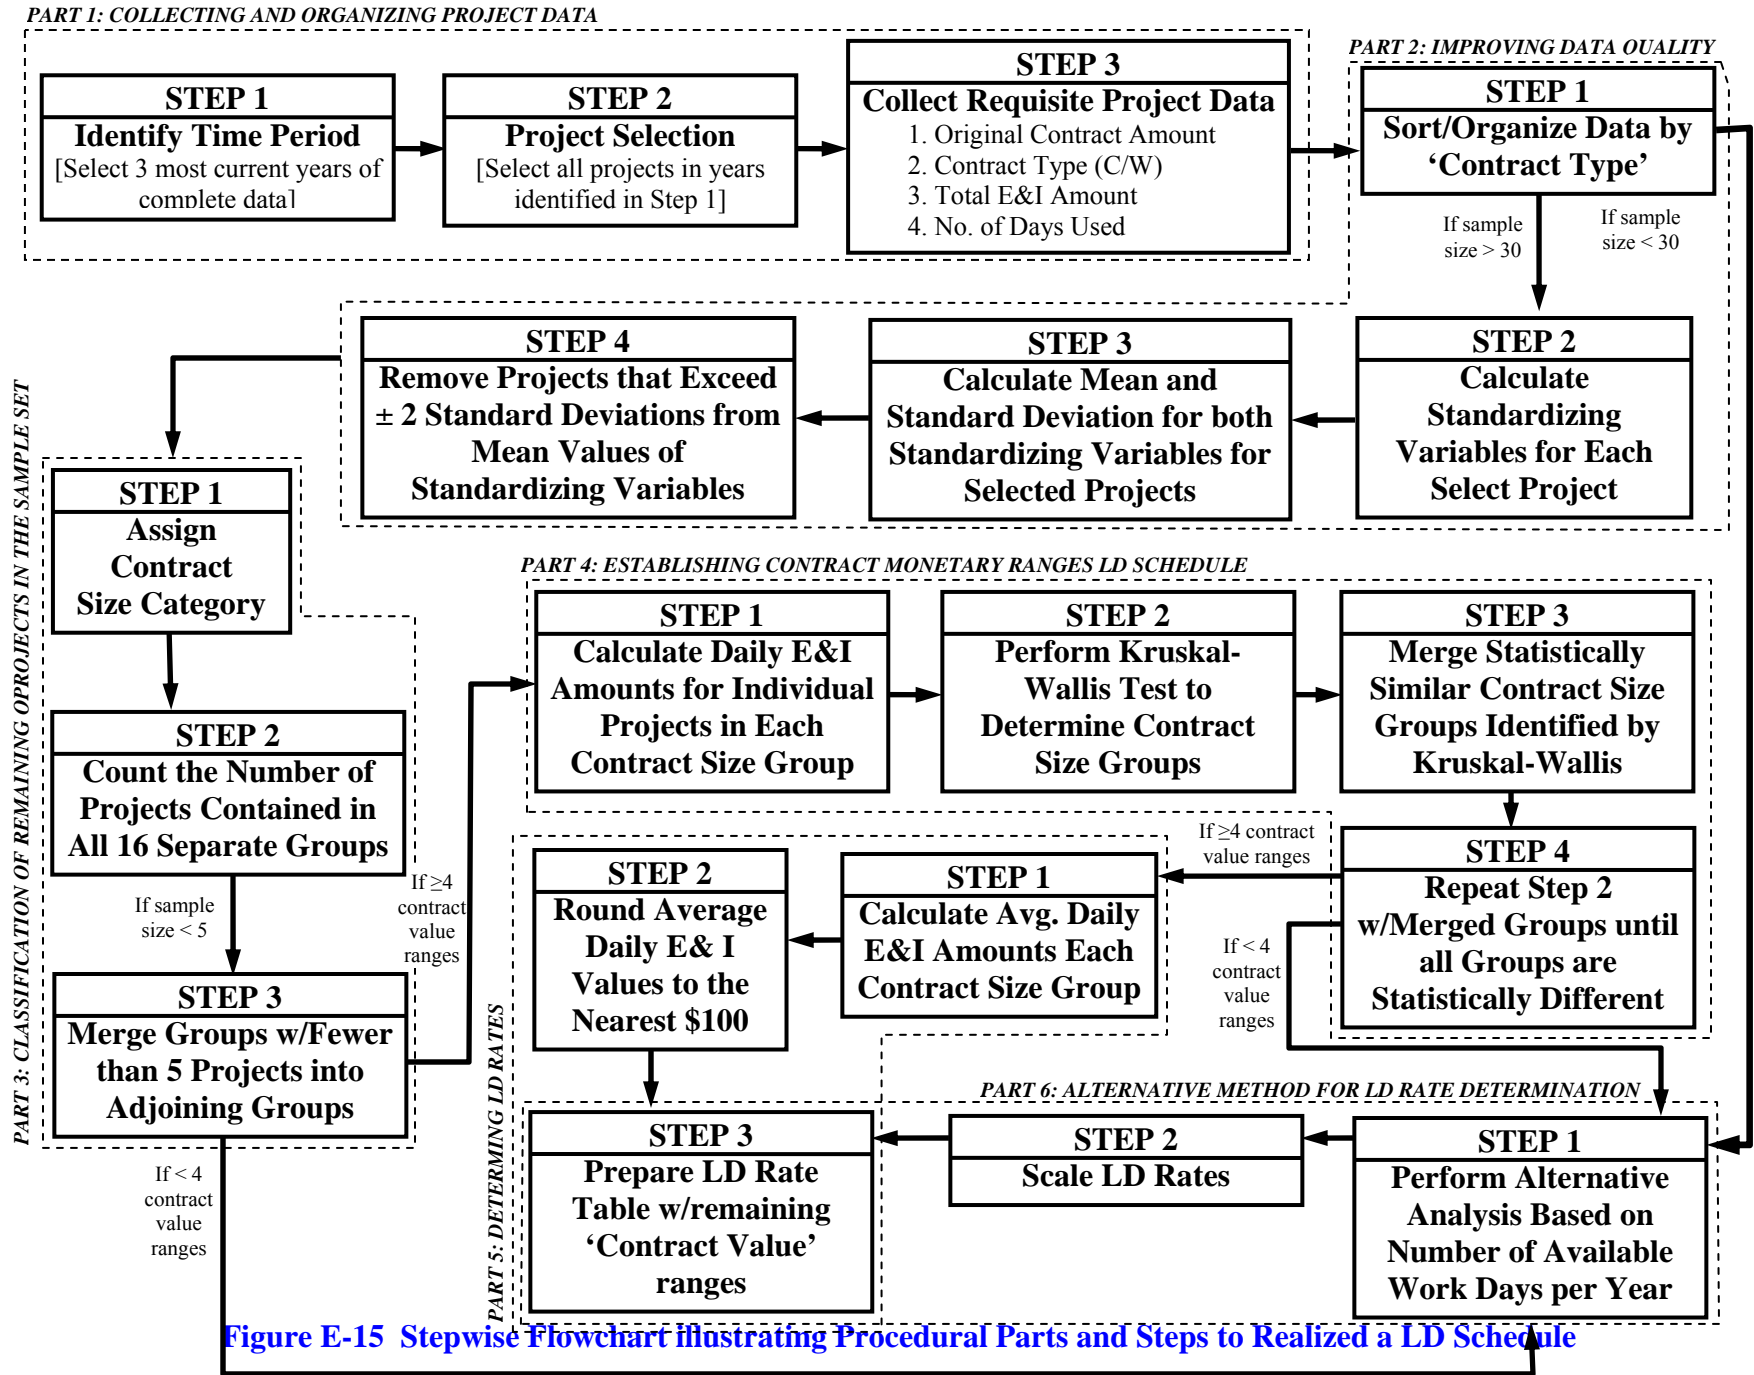 PART 1: COLLECTING AND ORGANIZING PROJECT DATA
STEP 1
Identify Time Period
[Select 3 most current years of
complete data]
STEP 2
Project Selection
[Select all projects in years
identified in Step 1]
STEP 3
Collect Requisite Project Data
1. Original Contract Amount
2. Contract Type (C/W)
3. Total E&I Amount
4. No. of Days Used
PART 2: IMPROVING DATA QUALITY
STEP 1
Sort/Organize Data by
‘Contract Type’
If sample
size > 30
If sample
size < 30
STEP 2
Calculate
Standardizing
Variables for Each
Select Project
STEP 3
Calculate Mean and
Standard Deviation for both
Standardizing Variables for
Selected Projects
STEP 4
Remove Projects that Exceed
± 2 Standard Deviations from
Mean Values of
Standardizing Variables
PART 3: CLASSIFICATION OF REMAINING OPROJECTS IN THE SAMPLE SET
STEP 1
Assign
Contract
Size Category
STEP 2
Count the Number of
Projects Contained in
All 16 Separate Groups
If sample
size < 5
STEP 3
Merge Groups w/Fewer
than 5 Projects into
Adjoining Groups
If ≥4
contract
value
ranges
If < 4
contract
value
ranges
PART 4: ESTABLISHING CONTRACT MONETARY RANGES LD SCHEDULE
STEP 1
Calculate Daily E&I
Amounts for Individual
Projects in Each
Contract Size Group
STEP 2
Perform Kruskal-
Wallis Test to
Determine Contract
Size Groups
STEP 3
Merge Statistically
Similar Contract Size
Groups Identified by
Kruskal-Wallis
STEP 4
Repeat Step 2
w/Merged Groups until
all Groups are
Statistically Different
If ≥4 contract
value ranges
If < 4
contract
value
ranges
PART 5: DETERMINING LD RATES
STEP 1
Calculate Avg. Daily
E&I Amounts Each
Contract Size Group
STEP 2
Round Average
Daily E& I
Values to the
Nearest $100
STEP 3
Prepare LD Rate
Table w/remaining
‘Contract Value’
ranges
PART 6: ALTERNATIVE METHOD FOR LD RATE DETERMINATION
STEP 1
Perform Alternative
Analysis Based on
Number of Available
Work Days per Year
STEP 2
Scale LD Rates
Figure E-15 Stepwise Flowchart illustrating Procedural Parts and Steps to Realized a LD Schedule